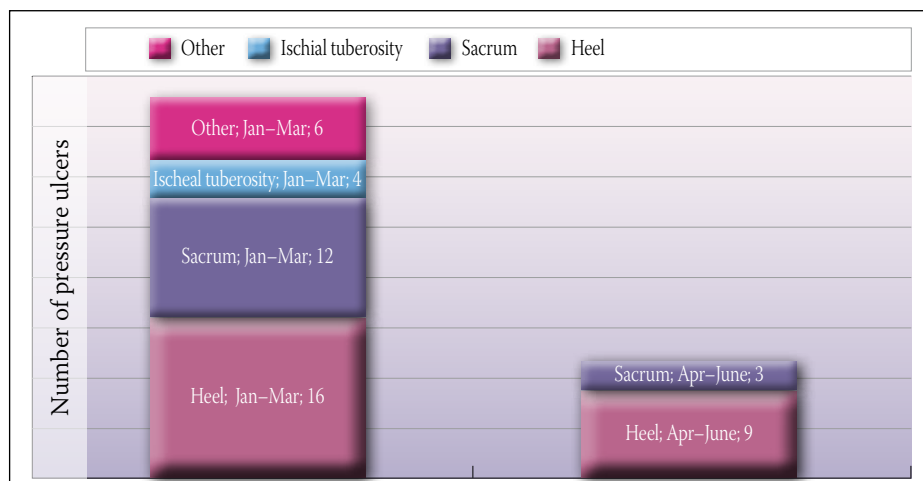 Other Ischial tuberosity Sacrum Heel
Number of pressure ulcers
Other; Jan–Mar; 6
Ischeal tuberosity; Jan–Mar; 4
Sacrum; Jan–Mar; 12
Heel; Jan–Mar; 16
Sacrum; Apr–June; 3
Heel; Apr–June; 9